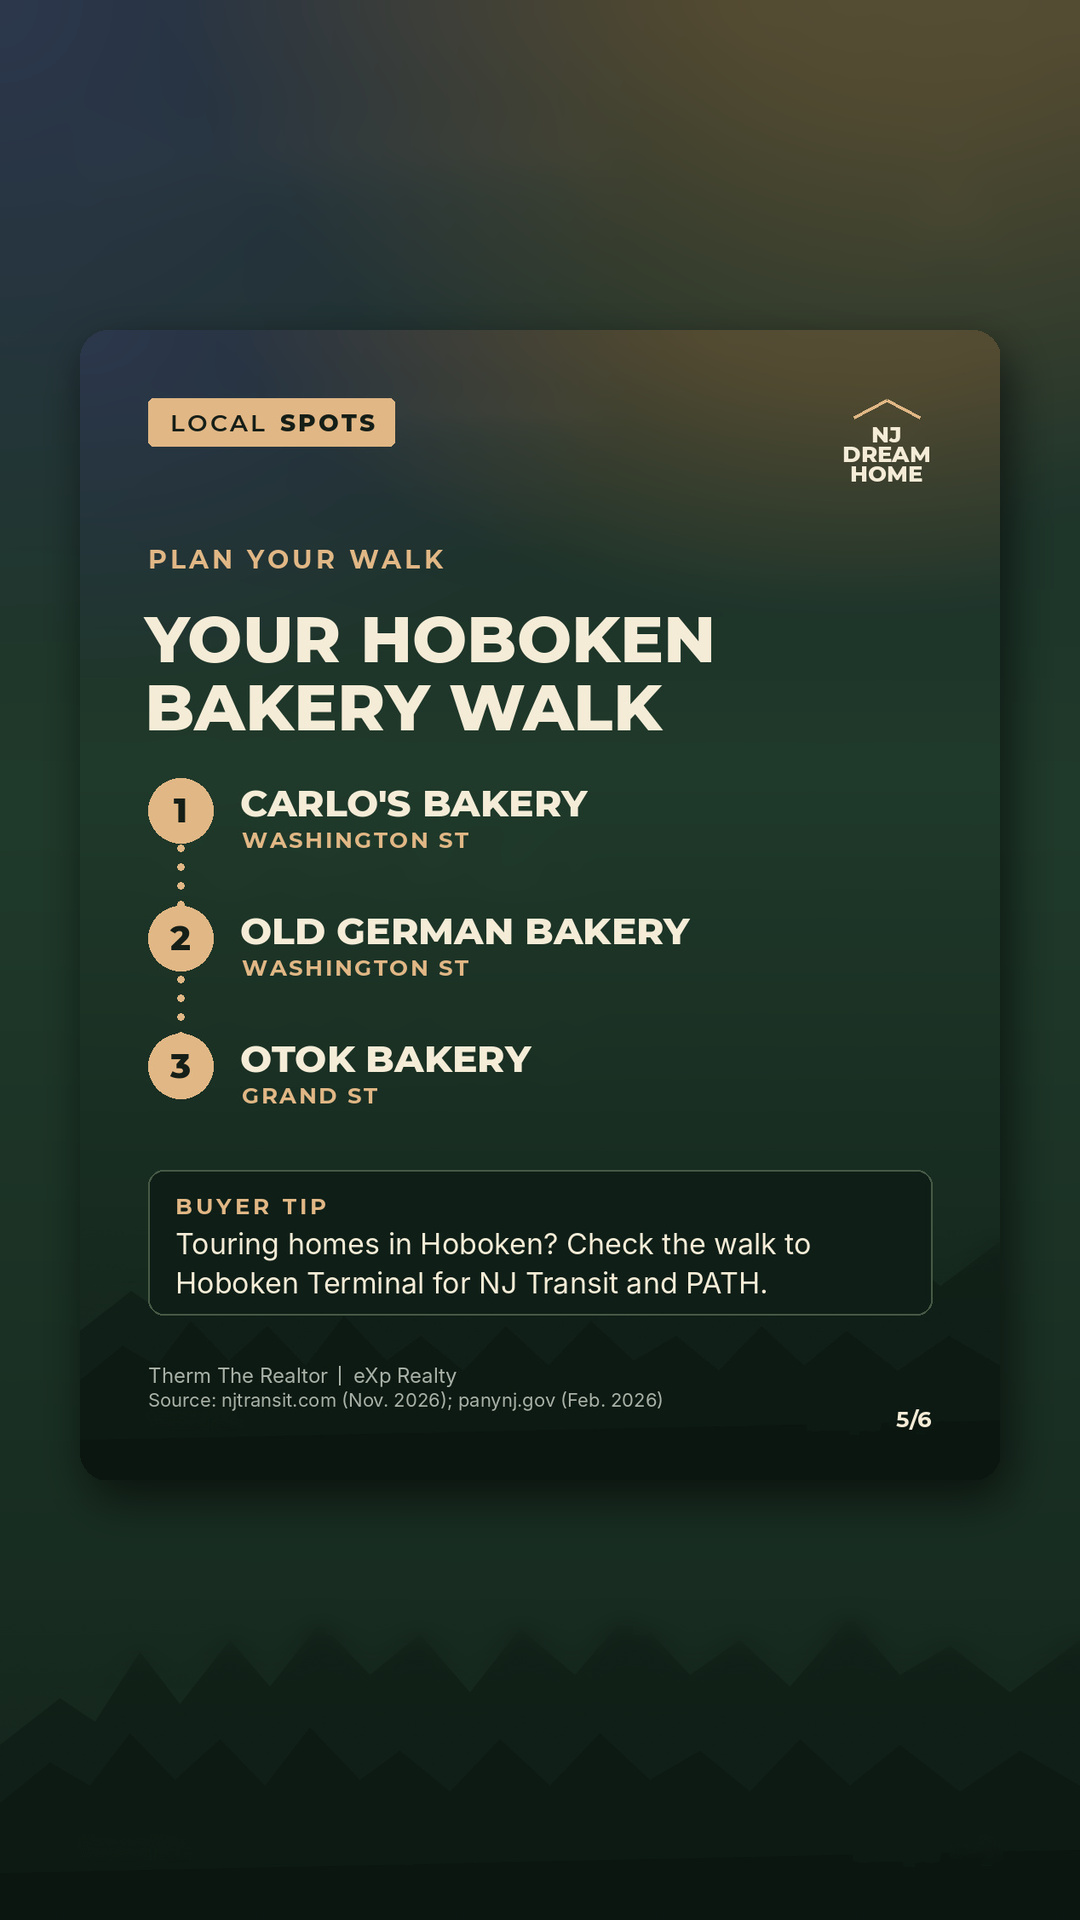 LOCAL SPOTS
NJ
DREAM
HOME
PLAN YOUR WALK
YOUR HOBOKEN
BAKERY WALK
1
CARLO'S BAKERY
WASHINGTON ST
2
OLD GERMAN BAKERY
WASHINGTON ST
3
OTOK BAKERY
GRAND ST
BUYER TIP
Touring homes in Hoboken? Check the walk to
Hoboken Terminal for NJ Transit and PATH.
Therm The Realtor | eXp Realty
Source: njtransit.com (Nov. 2026); panynj.gov (Feb. 2026)
5/6